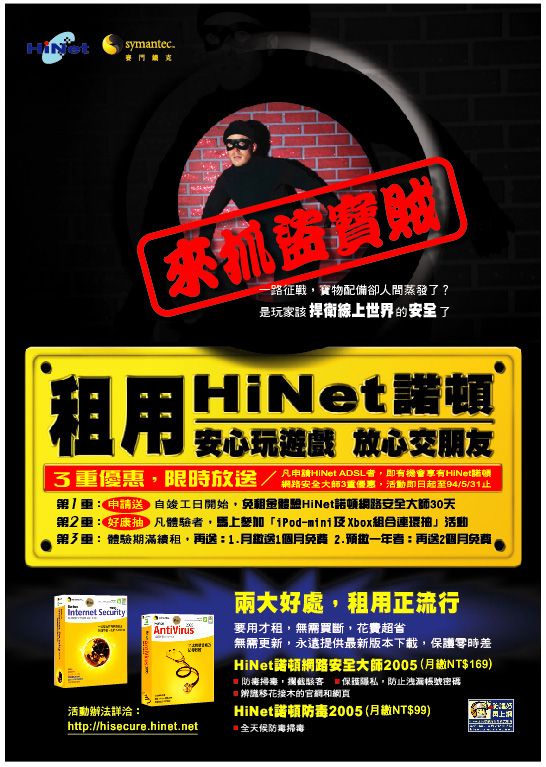 HiNet
symantec™
賽門鐵克
來抓盜寶賊
一路征戰，寶物配備卻人間蒸發了？
是玩家該 捍衛線上世界的安全了
租用HiNet諾頓
安心玩遊戲 放心交朋友
3重優惠，限時放送
凡申請HiNet ADSL者，即有機會享有HiNet諾頓
網路安全大師3重優惠，活動即日起至94/5/31止
第1重：申請送 自竣工日開始，免租金體驗HiNet諾頓網路安全大師30天
第2重：好康抽 凡體驗者，馬上參加「iPod-mini及Xbox組合連環抽」活動
第3重：體驗期滿續租，再送：1.月繳送1個月免費 2.預繳一年者：再送2個月免費
Internet Security
AntiVirus
兩大好處，租用正流行
要用才租，無需買斷，花費超省
無需更新，永遠提供最新版本下載，保護零時差
HiNet諾頓網路安全大師2005(月繳NT$169)
防毒掃毒，攔截駭客 保護隱私，防止洩漏帳號密碼
辨識移花接木的官網和網頁
HiNet諾頓防毒2005(月繳NT$99)
全天候防毒掃毒
活動辦法詳洽：
http://hisecure.hinet.net